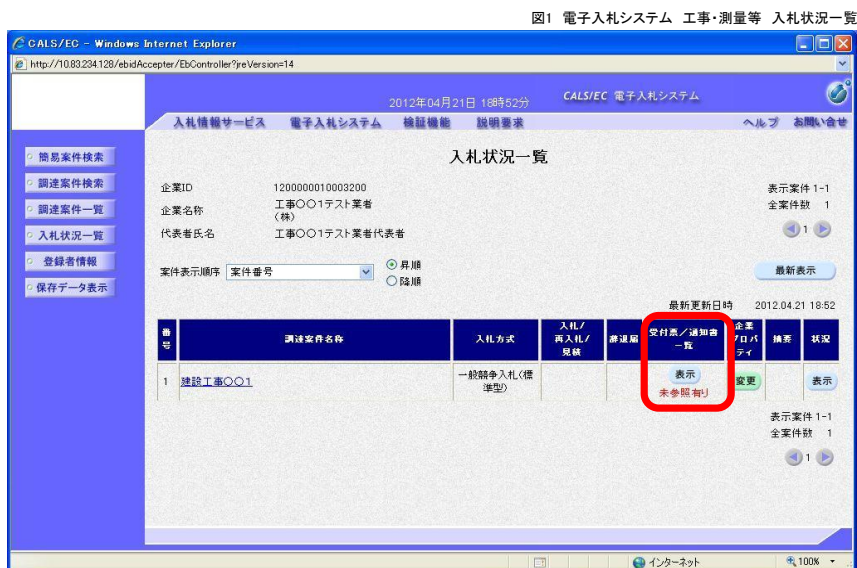 図1 電子入札システム 工事・測量等 入札状況一覧
CALS/EC - Windows Internet Explorer
http://10.83.234.128/ebidAccepter/EbController?jreVersion=14
2012年04月21日 18時52分
CALS/EC 電子入札システム
入札情報サービス 電子入札システム 検証機能 説明要求 ヘルプ お問い合せ
簡易案件検索
調達案件検索
調達案件一覧
入札状況一覧
登録者情報
保存データ表示
入札状況一覧
企業ID 1200000010003200
企業名称 工事〇〇1テスト業者
(株)
代表者氏名 工事〇〇1テスト業者代表者
表示案件 1-1
全案件数 1
1
案件表示順序 案件番号
昇順
降順
最新表示
最新更新日時 2012.04.21 18:52
番号 調達案件名称 入札方式 入札/再入札/見積 辞退届 受付票/通知書一覧 企業プロパティ 摘要 状況
1 建設工事〇〇1 一般競争入札(標準型) 表示 変更 表示
未参照有り
表示案件 1-1
全案件数 1
1
インターネット 100%